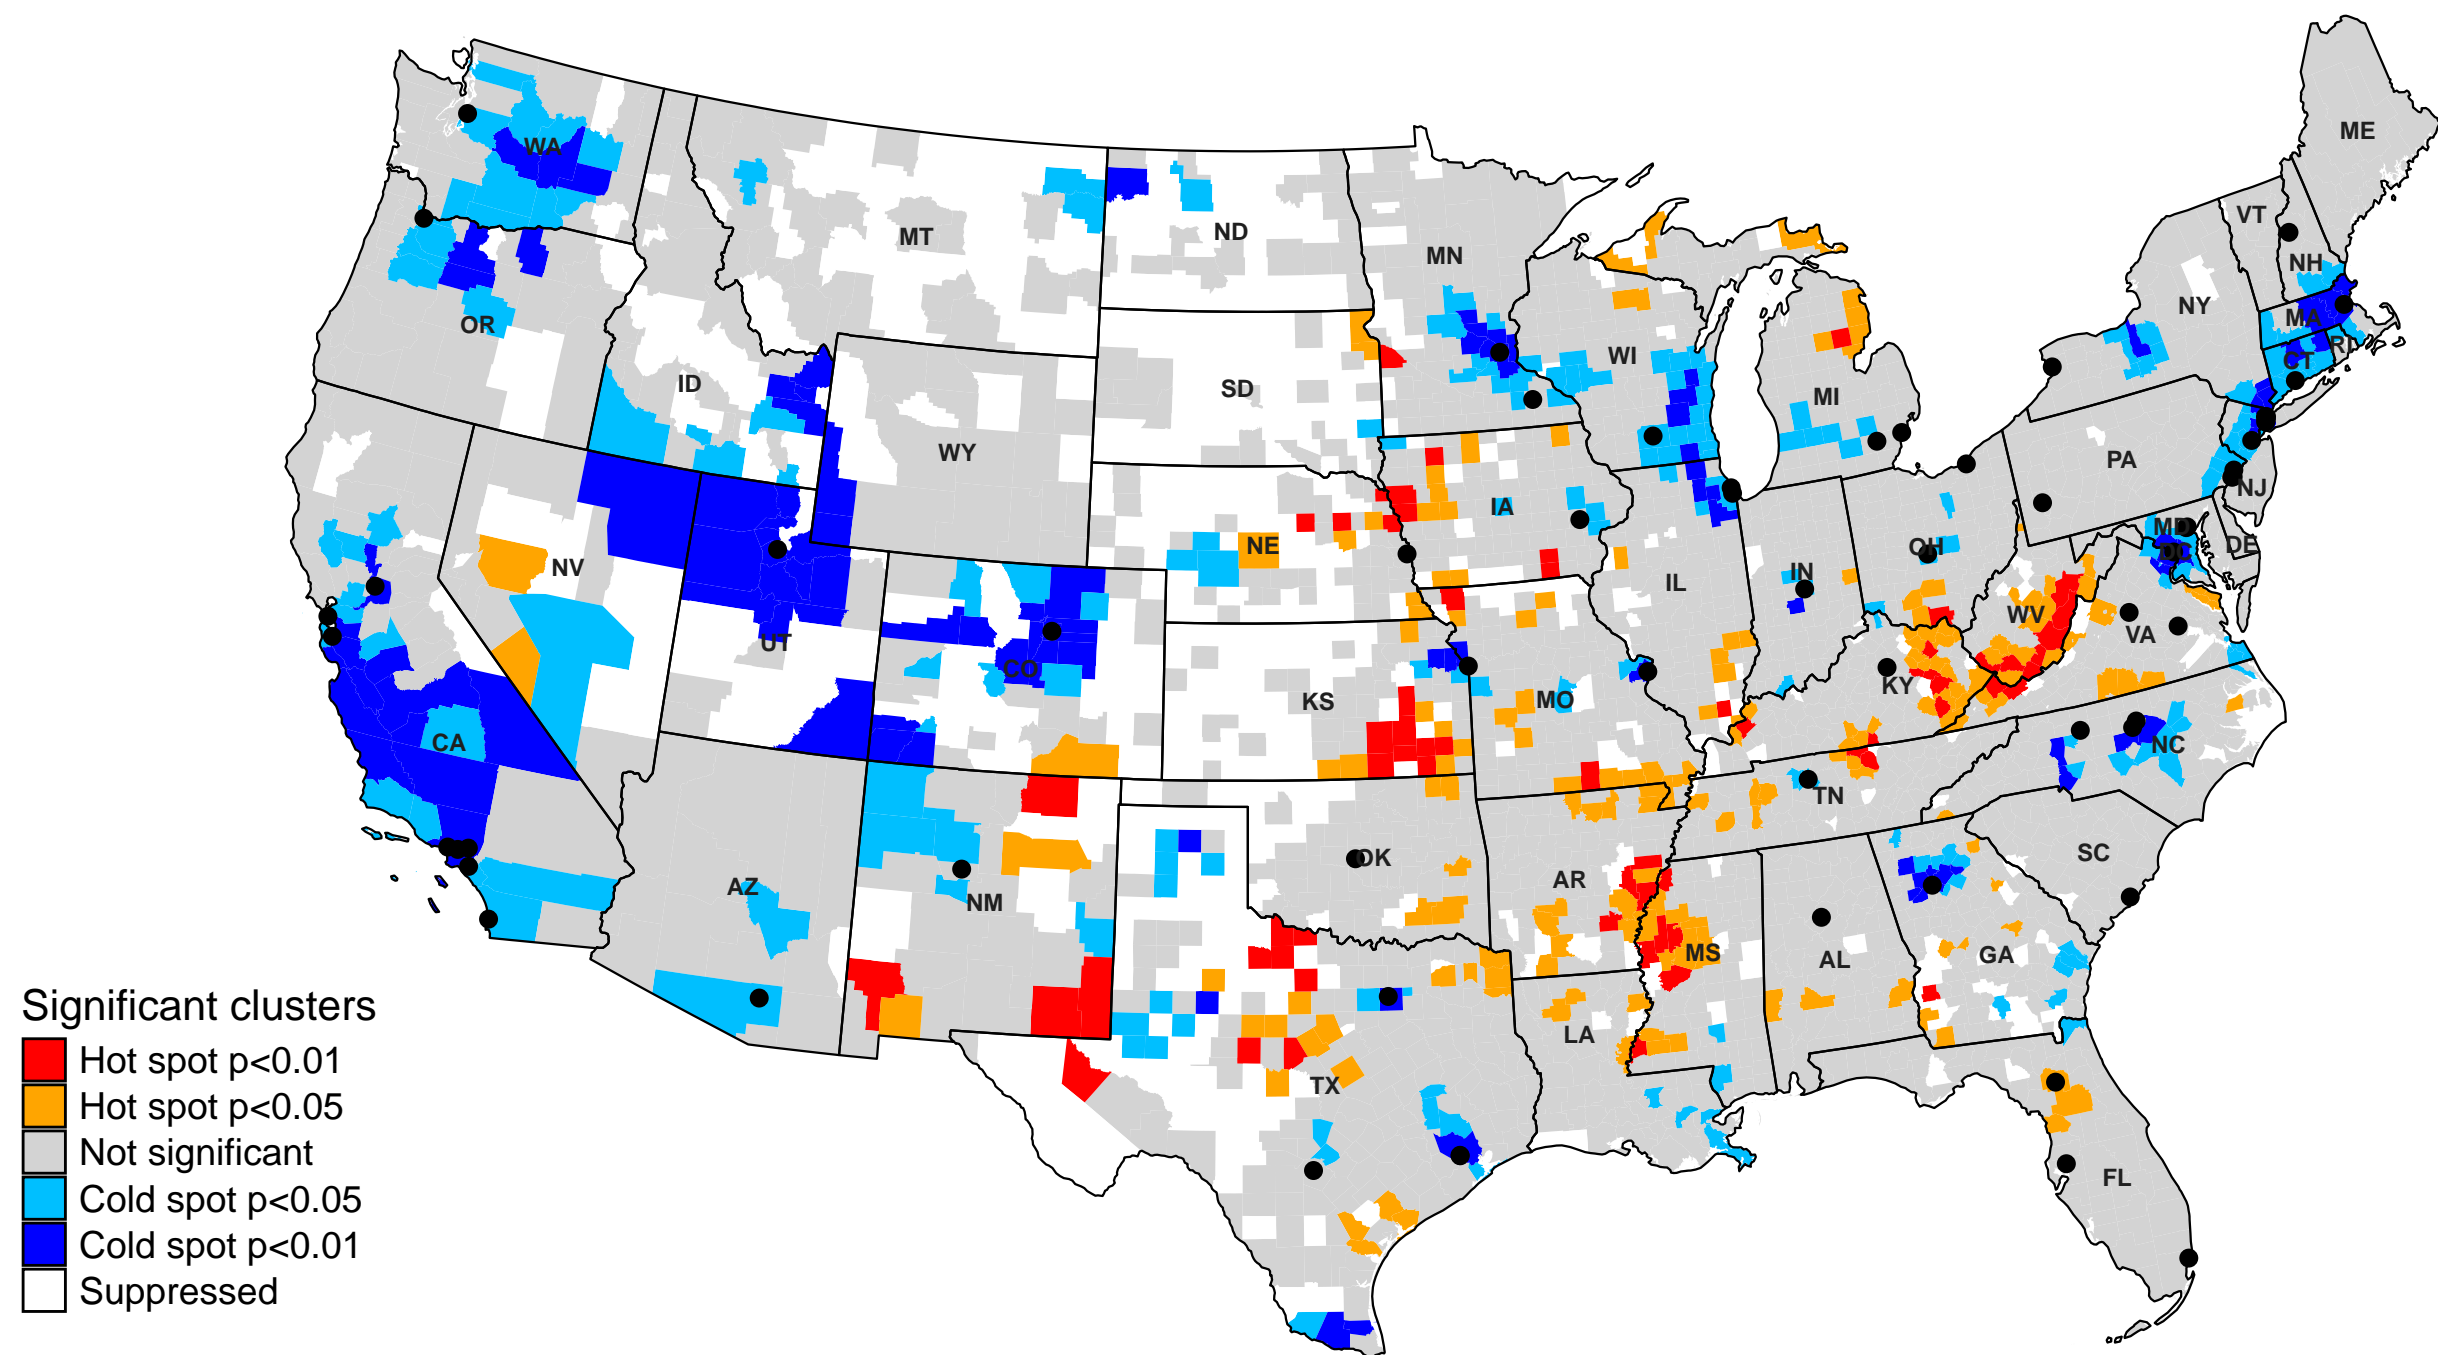 WA
MT
ND
MN
ME
VT
NH
NY
MA
RI
CT
OR
ID
WY
SD
WI
MI
PA
NJ
IA
NE
NV
UT
CO
IL
IN
OH
MD
DC
DE
WV
VA
KY
KS
MO
CA
NC
TN
SC
AZ
NM
OK
AR
MS
AL
GA
LA
TX
FL
Significant clusters
Hot spot p<0.01
Hot spot p<0.05
Not significant
Cold spot p<0.05
Cold spot p<0.01
Suppressed